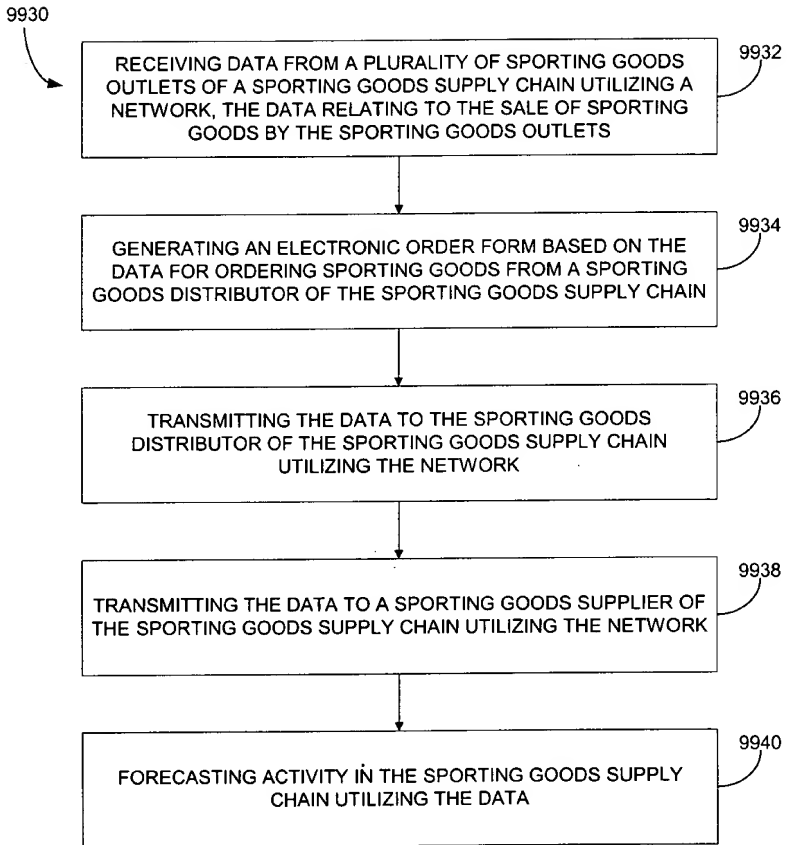 9930
9932
RECEIVING DATA FROM A PLURALITY OF SPORTING GOODS
OUTLETS OF A SPORTING GOODS SUPPLY CHAIN UTILIZING A
NETWORK, THE DATA RELATING TO THE SALE OF SPORTING
GOODS BY THE SPORTING GOODS OUTLETS
9934
GENERATING AN ELECTRONIC ORDER FORM BASED ON THE
DATA FOR ORDERING SPORTING GOODS FROM A SPORTING
GOODS DISTRIBUTOR OF THE SPORTING GOODS SUPPLY CHAIN
9936
TRANSMITTING THE DATA TO THE SPORTING GOODS
DISTRIBUTOR OF THE SPORTING GOODS SUPPLY CHAIN
UTILIZING THE NETWORK
9938
TRANSMITTING THE DATA TO A SPORTING GOODS SUPPLIER OF
THE SPORTING GOODS SUPPLY CHAIN UTILIZING THE NETWORK
9940
FORECASTING ACTIVITY IN THE SPORTING GOODS SUPPLY
CHAIN UTILIZING THE DATA